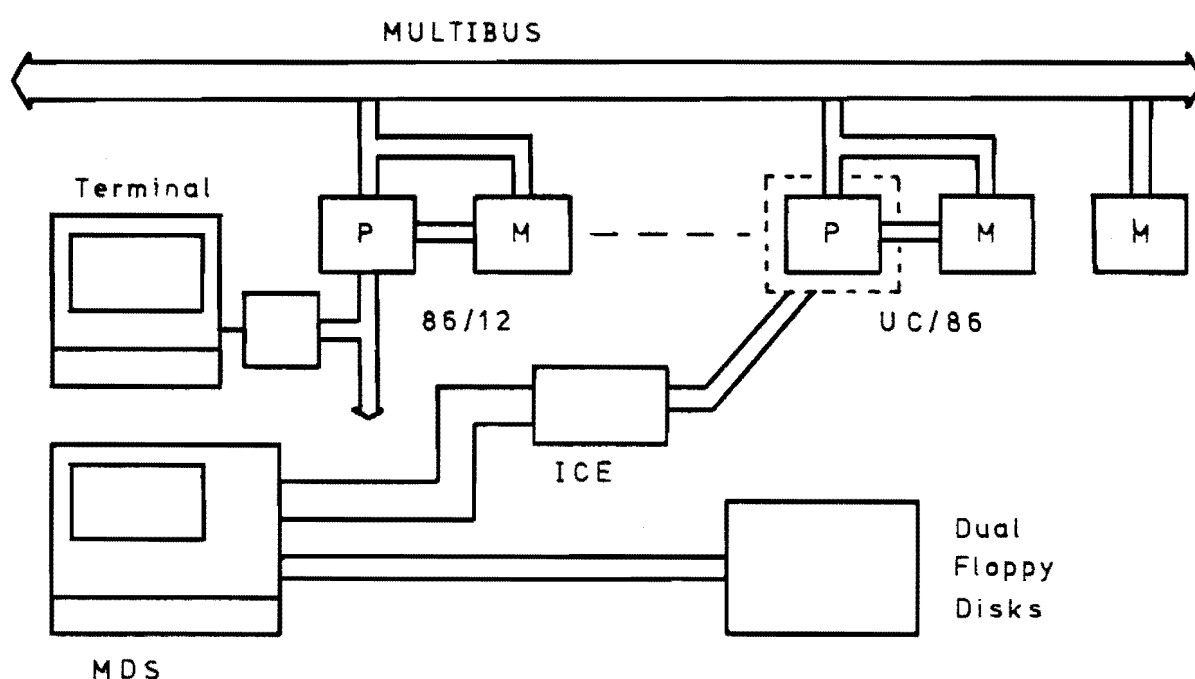 MULTIBUS
Terminal
P
M
P
M
M
86/12
UC/86
ICE
Dual
Floppy
Disks
MDS